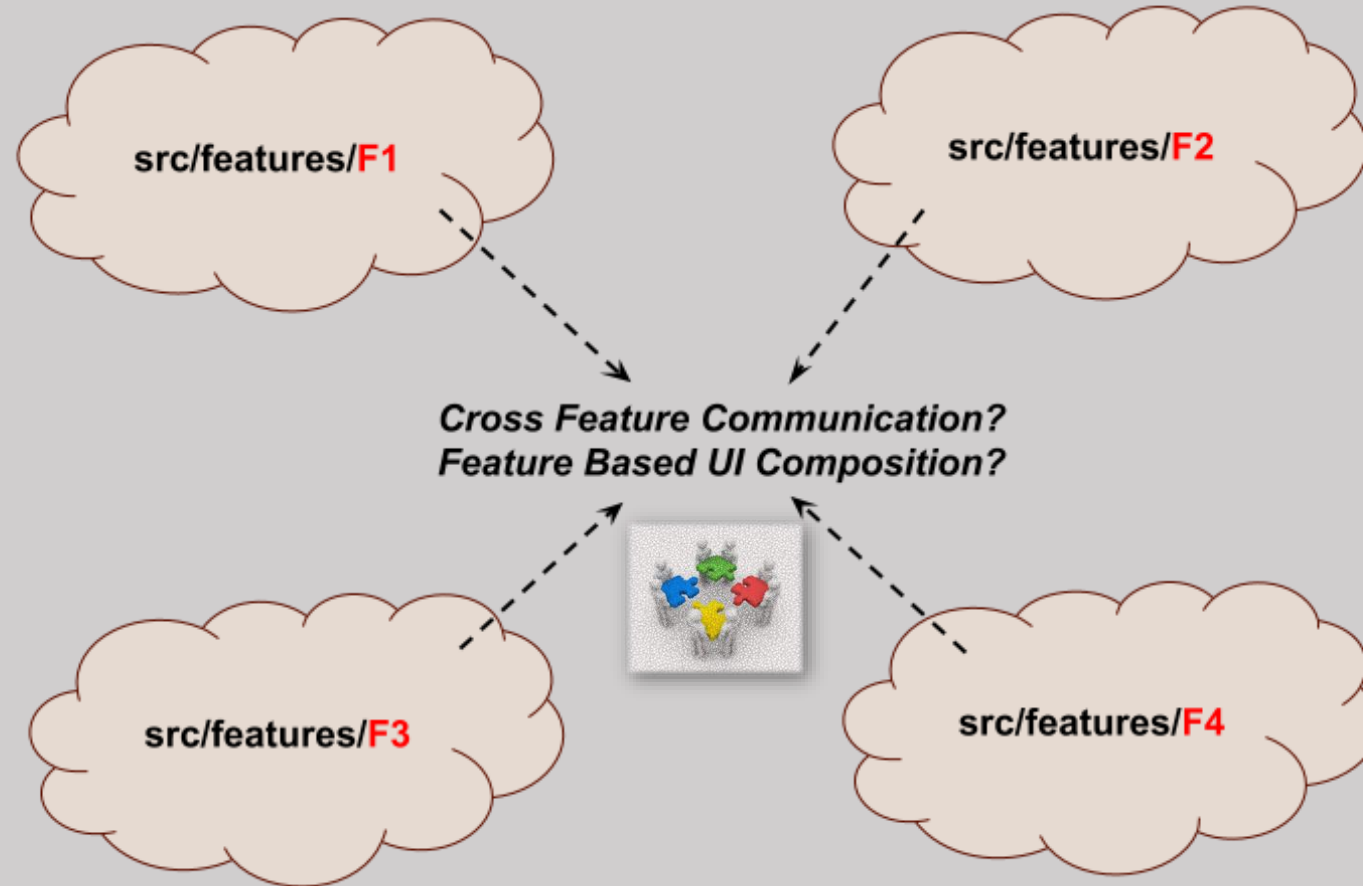 src/features/F1
src/features/F2
Cross Feature Communication?
Feature Based UI Composition?
src/features/F3
src/features/F4